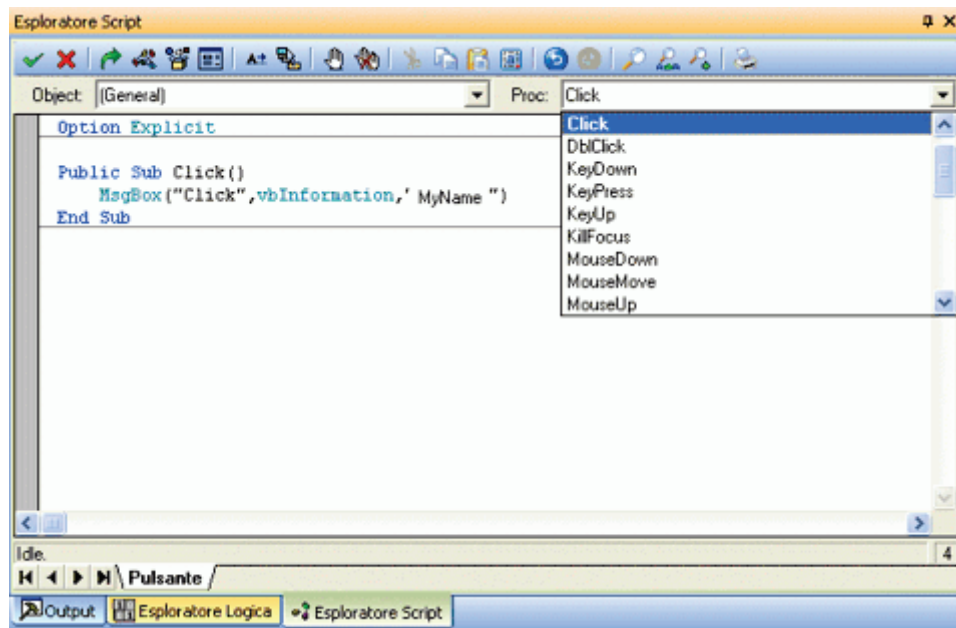 Esploratore Script
Object: (General) Proc: Click
Option Explicit
Public Sub Click()
MsgBox("Click",vbInformation,' MyName ")
End Sub
Click
DblClick
KeyDown
KeyPress
KeyUp
KillFocus
MouseDown
MouseMove
MouseUp
Idle. 4
Pulsante
Output Esploratore Logica Esploratore Script